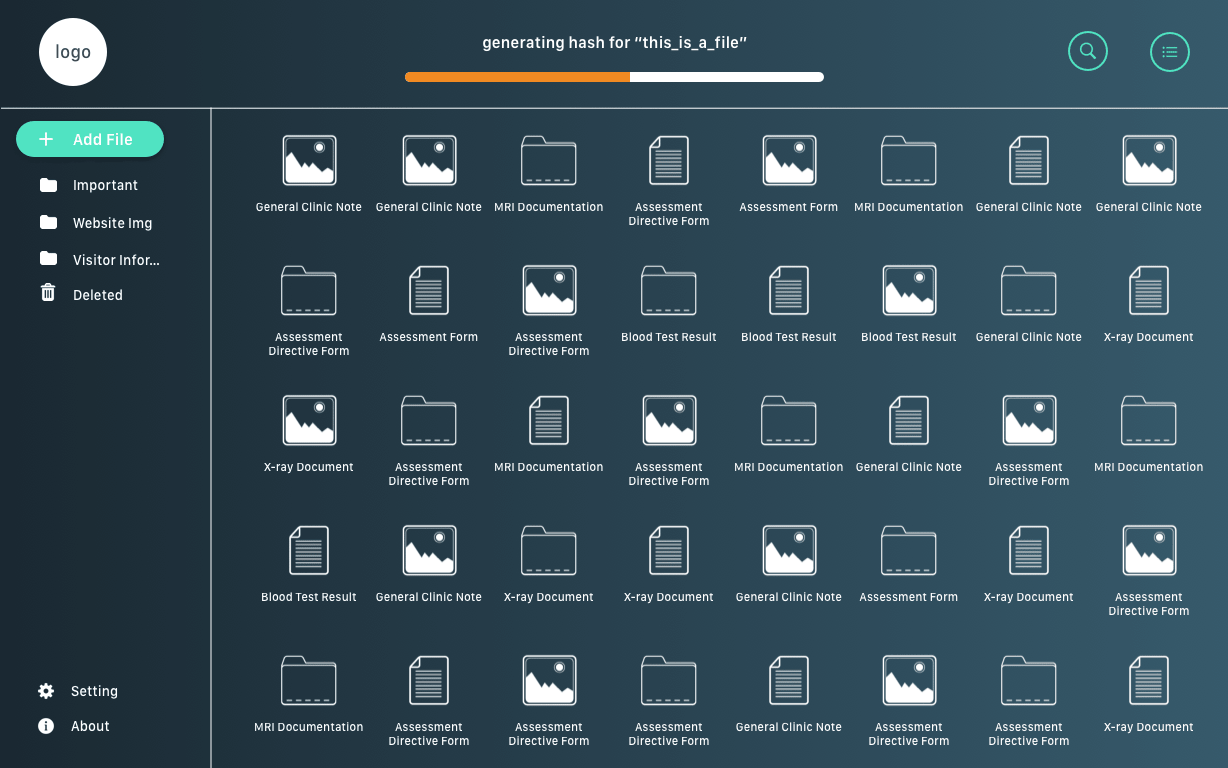 logo
generating hash for “this_is_a_file”
Add File
Important
Website Img
Visitor Infor...
Deleted
Setting
About
General Clinic Note
General Clinic Note
MRI Documentation
Assessment
Directive Form
Assessment Form
MRI Documentation
General Clinic Note
General Clinic Note
Assessment
Directive Form
Assessment Form
Assessment
Directive Form
Blood Test Result
Blood Test Result
Blood Test Result
General Clinic Note
X-ray Document
X-ray Document
Assessment
Directive Form
MRI Documentation
Assessment
Directive Form
MRI Documentation
General Clinic Note
Assessment
Directive Form
MRI Documentation
Blood Test Result
General Clinic Note
X-ray Document
X-ray Document
General Clinic Note
Assessment Form
X-ray Document
Assessment
Directive Form
MRI Documentation
Assessment
Directive Form
Assessment
Directive Form
Assessment
Directive Form
General Clinic Note
Assessment
Directive Form
Assessment
Directive Form
X-ray Document